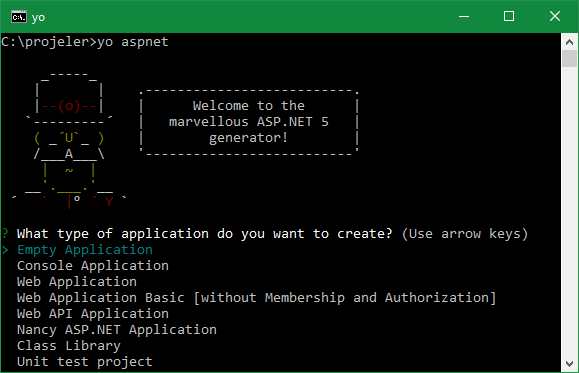 yo
C:\projeler>yo aspnet
Welcome to the
marvellous ASP.NET 5
generator!
? What type of application do you want to create? (Use arrow keys)
> Empty Application
Console Application
Web Application
Web Application Basic [without Membership and Authorization]
Web API Application
Nancy ASP.NET Application
Class Library
Unit test project